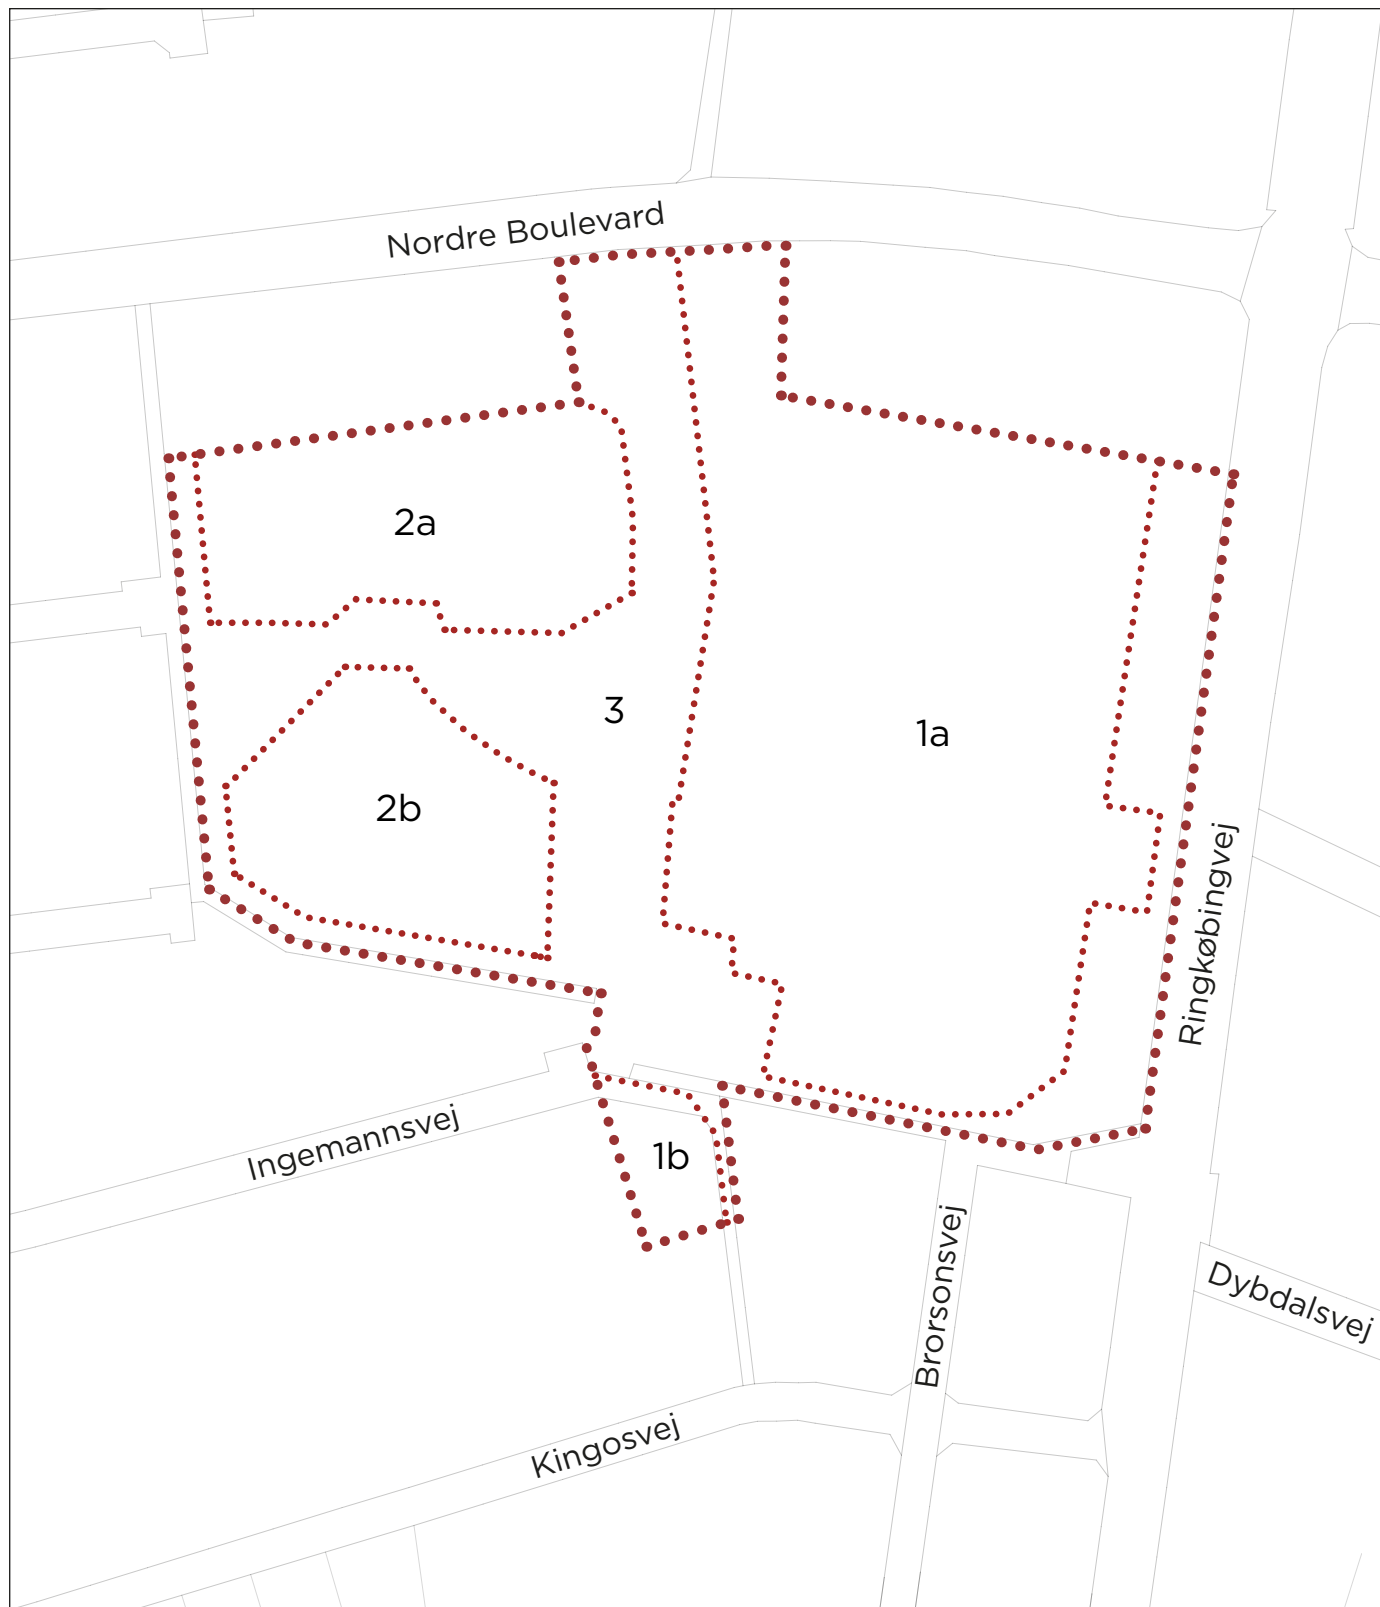 Nordre Boulevard
2a
3
1a
2b
Ringkøbingvej
Ingemannsvej
1b
Brorsonsvej
Dybdalsvej
Kingosvej